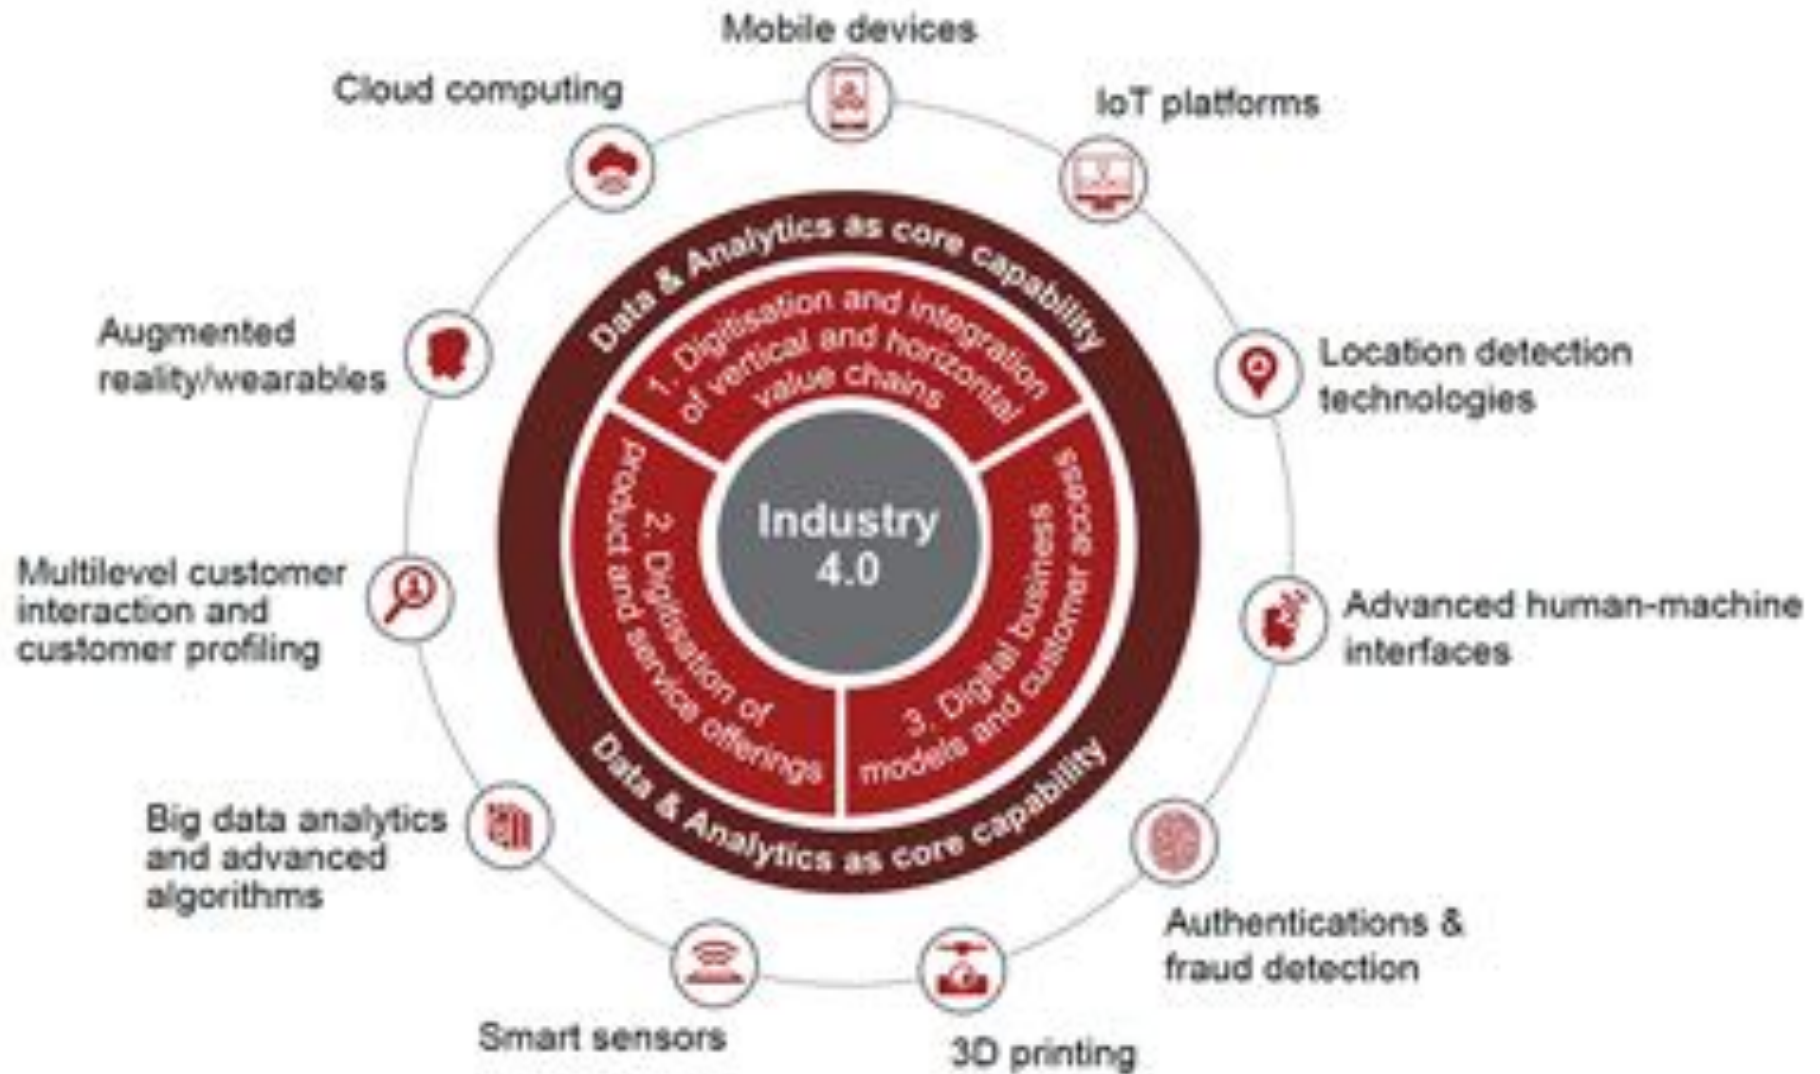 Mobile devices
Cloud computing
IoT platforms
Augmented
reality/wearables
Location detection
technologies
Multilevel customer
interaction and
customer profiling
Advanced human-machine
interfaces
Big data analytics
and advanced
algorithms
Authentications &
fraud detection
Smart sensors
3D printing
Data & Analytics as core capability
1. Digitisation and integration
of vertical and horizontal
value chains
2. Digitisation of
product and service offerings
3. Digital business
models and customer access
Industry
4.0
Data & Analytics as core capability